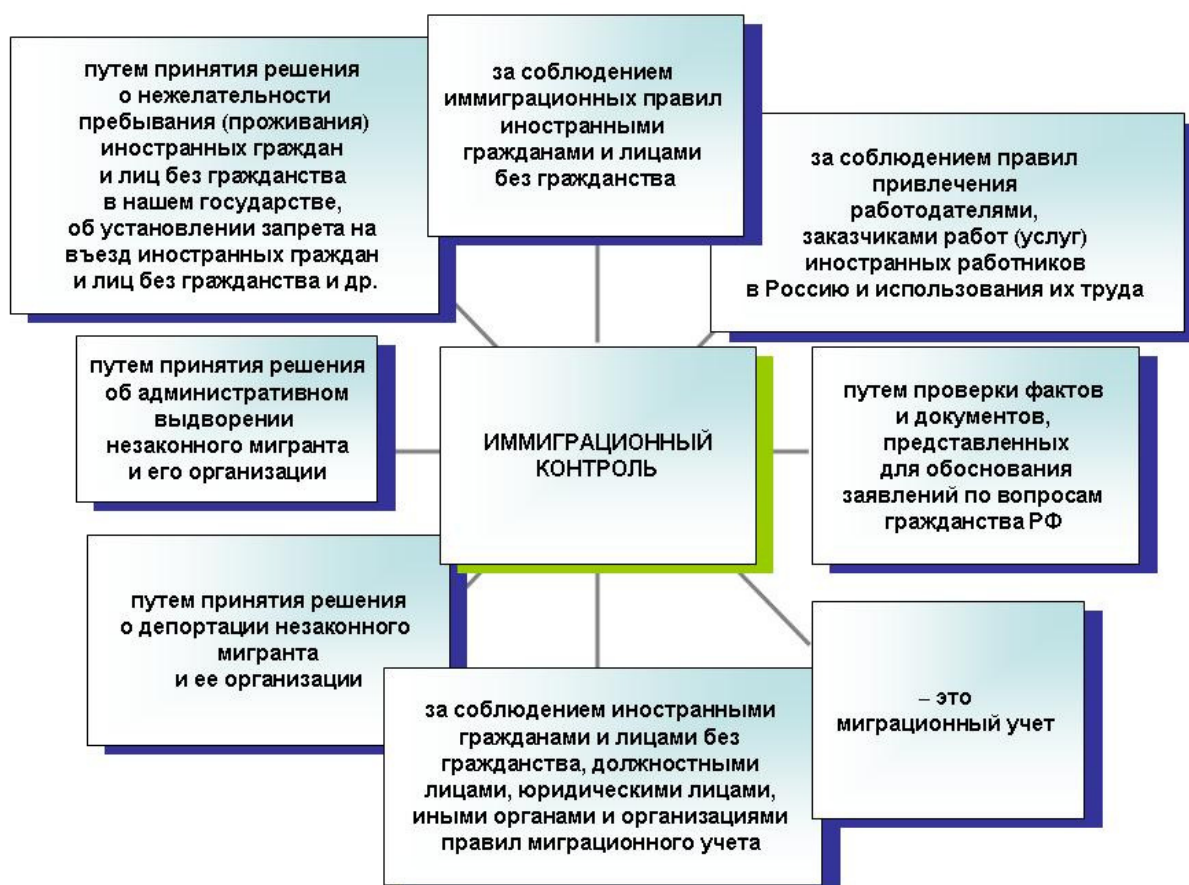 путем принятия решения
о нежелательности
пребывания (проживания)
иностранных граждан
и лиц без гражданства
в нашем государстве,
об установлении запрета на
въезд иностранных граждан
и лиц без гражданства и др.
за соблюдением
иммиграционных правил
иностранными
гражданами и лицами
без гражданства
за соблюдением правил
привлечения
работодателями,
заказчиками работ (услуг)
иностранных работников
в Россию и использования их труда
путем принятия решения
об административном
выдворении
незаконного мигранта
и его организации
ИММИГРАЦИОННЫЙ
КОНТРОЛЬ
путем проверки фактов
и документов,
представленных
для обоснования
заявлений по вопросам
гражданства РФ
путем принятия решения
о депортации незаконного
мигранта
и ее организации
за соблюдением иностранными
гражданами и лицами без
гражданства, должностными
лицами, юридическими лицами,
иными органами и организациями
правил миграционного учета
– это
миграционный учет